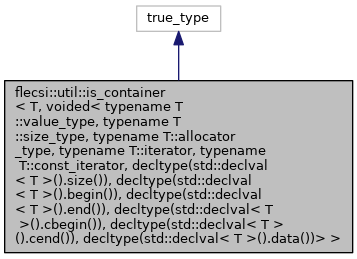 true_type
flecsi::util::is_container
< T, voided< typename T
::value_type, typename T
::size_type, typename T::allocator
_type, typename T::iterator, typename
T::const_iterator, decltype(std::declval
< T >().size()), decltype(std::declval
< T >().begin()), decltype(std::declval
< T >().end()), decltype(std::declval< T
>().cbegin()), decltype(std::declval< T >
().cend()), decltype(std::declval< T >().data())> >